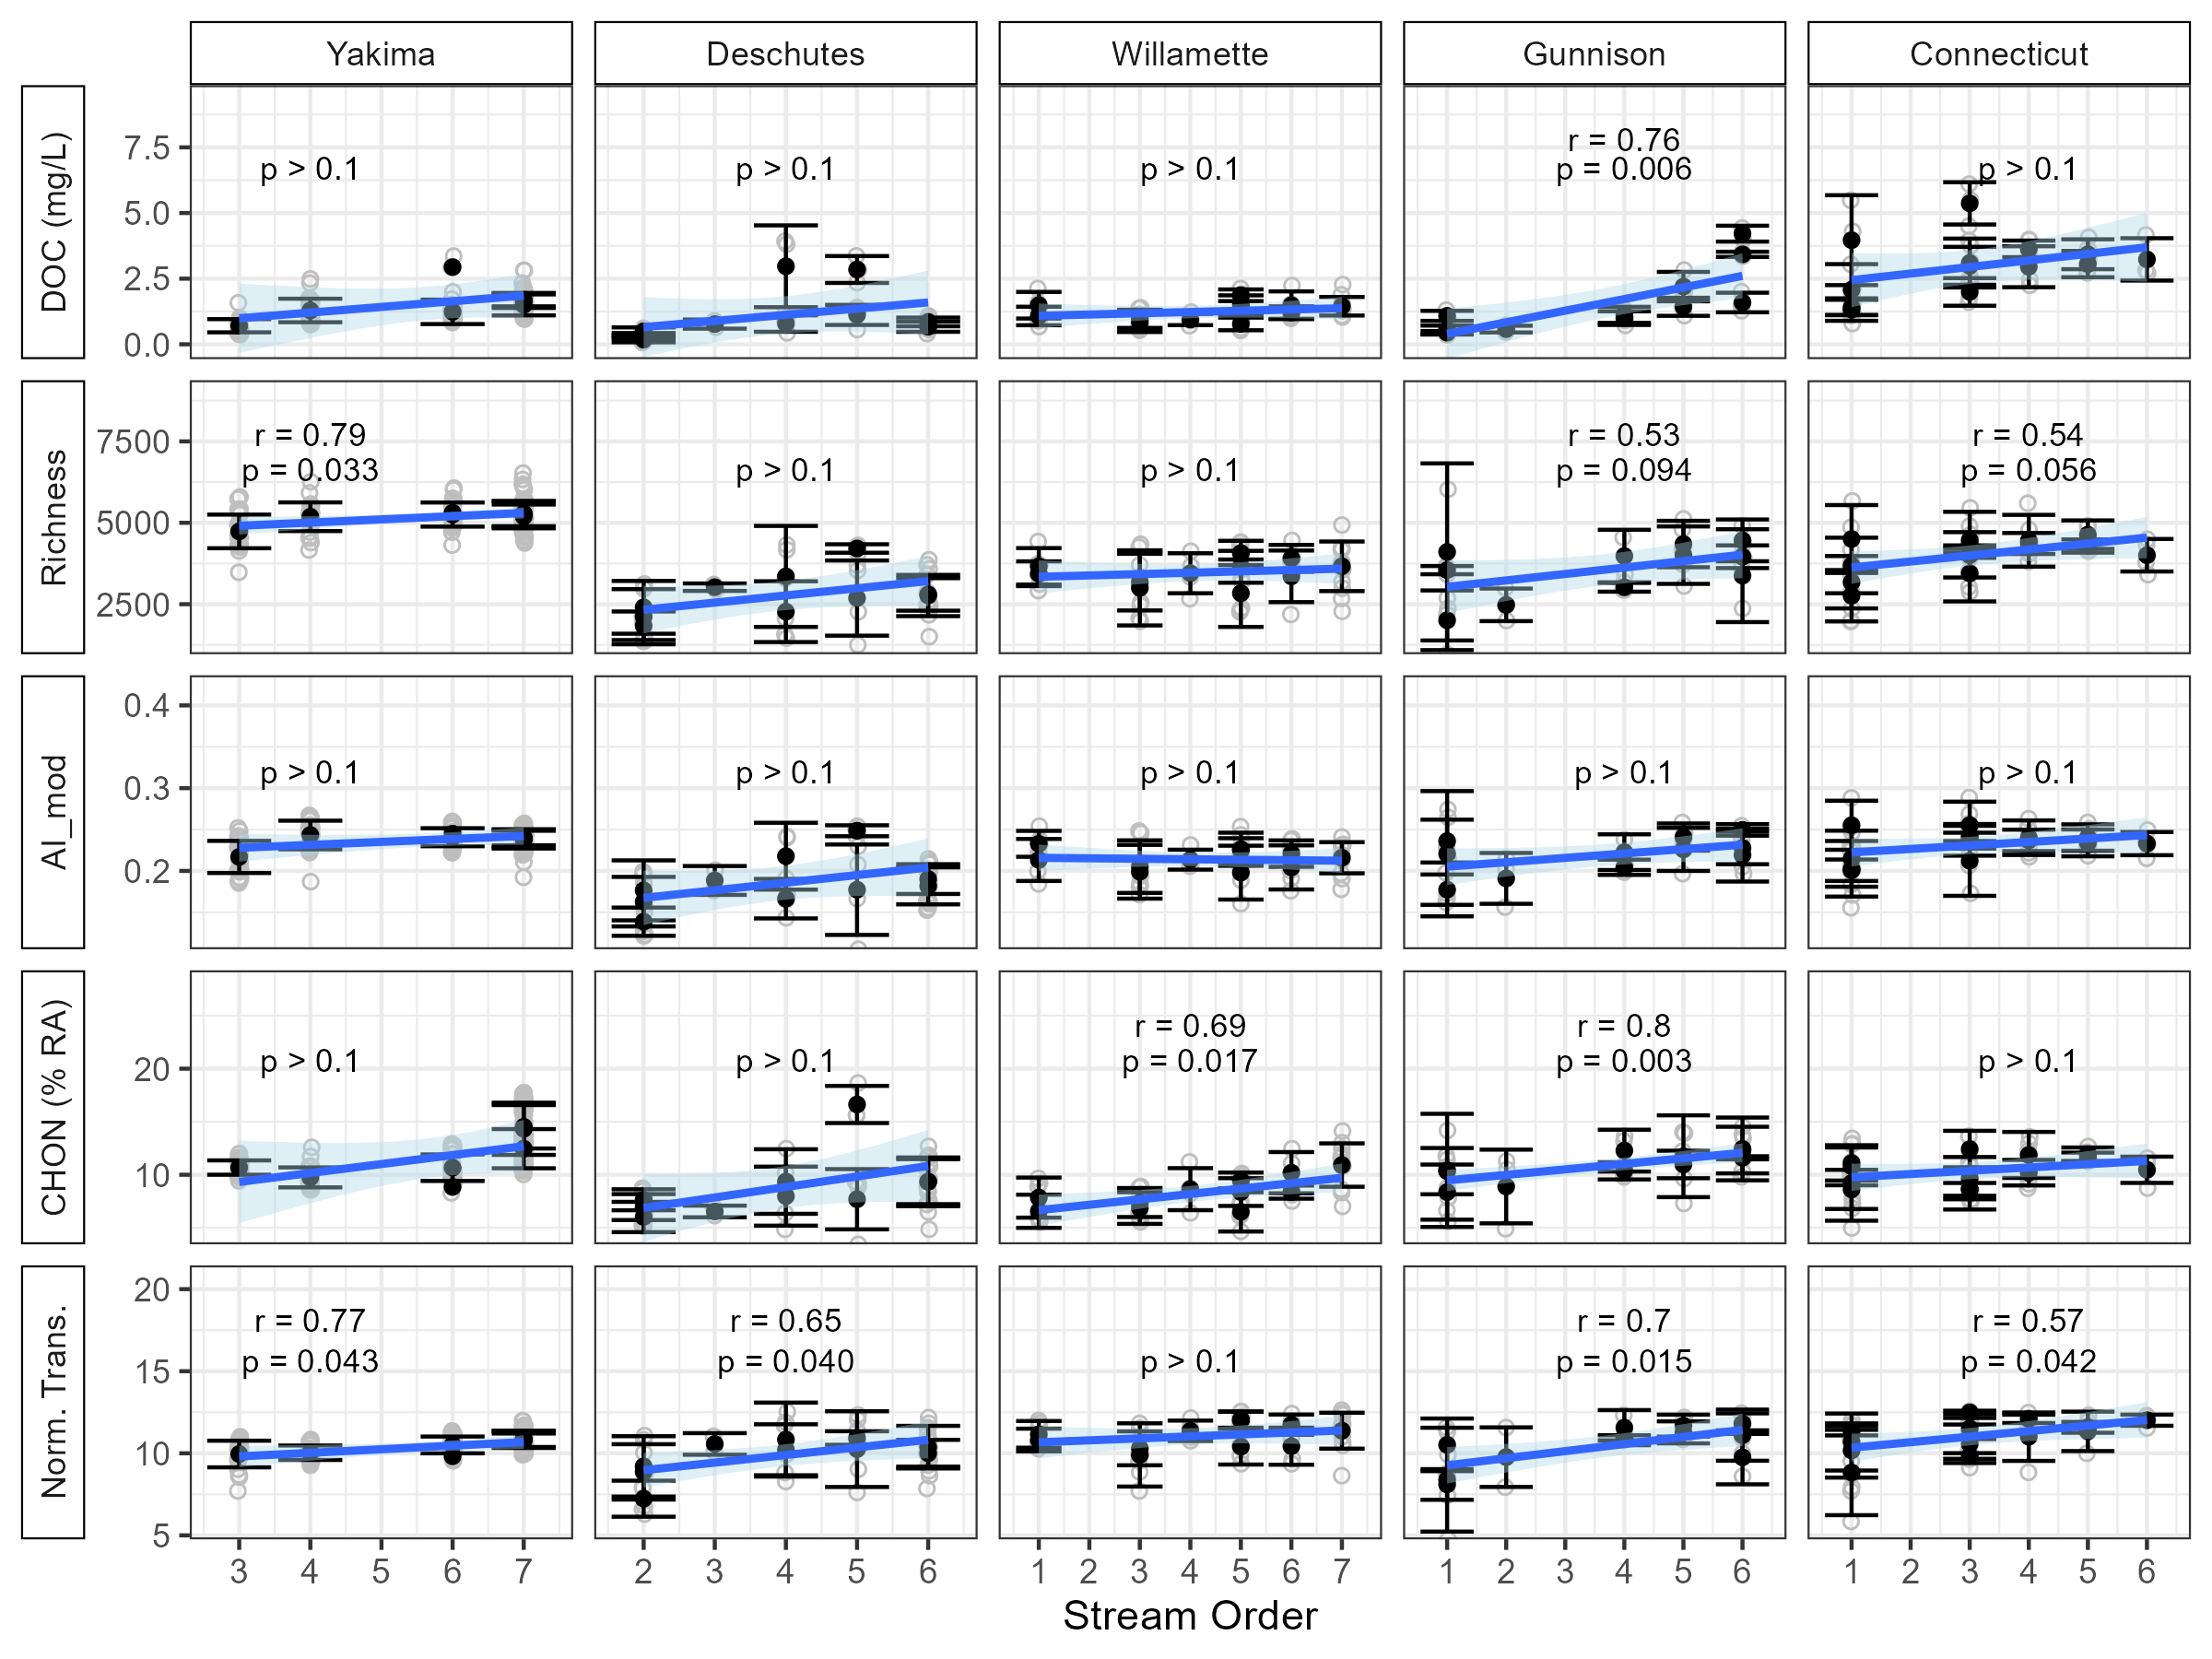 Yakima Deschutes Willamette Gunnison Connecticut
DOC (mg/L)
7.5
5.0
2.5
0.0
p > 0.1
p > 0.1
p > 0.1
r = 0.76
p = 0.006
p > 0.1
Richness
7500
5000
2500
r = 0.79
p = 0.033
p > 0.1
p > 0.1
r = 0.53
p = 0.094
r = 0.54
p = 0.056
AI_mod
0.4
0.3
0.2
p > 0.1
p > 0.1
p > 0.1
p > 0.1
p > 0.1
CHON (% RA)
20
10
p > 0.1
p > 0.1
r = 0.69
p = 0.017
r = 0.8
p = 0.003
p > 0.1
Norm. Trans.
20
15
10
5
r = 0.77
p = 0.043
r = 0.65
p = 0.040
p > 0.1
r = 0.7
p = 0.015
r = 0.57
p = 0.042
3 4 5 6 7
2 3 4 5 6
1 2 3 4 5 6 7
1 2 3 4 5 6
1 2 3 4 5 6
Stream Order